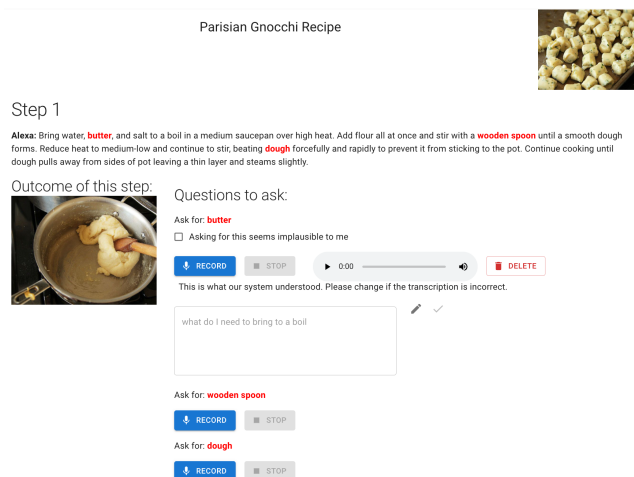 Parisian Gnocchi Recipe
Step 1
Alexa: Bring water, butter, and salt to a boil in a medium saucepan over high heat. Add flour all at once and stir with a wooden spoon until a smooth dough
forms. Reduce heat to medium-low and continue to stir, beating dough forcefully and rapidly to prevent it from sticking to the pot. Continue cooking until
dough pulls away from sides of pot leaving a thin layer and steams slightly.
Outcome of this step:
Questions to ask:
Ask for: butter
Asking for this seems implausible to me
RECORD STOP 0:00 DELETE
This is what our system understood. Please change if the transcription is incorrect.
what do I need to bring to a boil
Ask for: wooden spoon
RECORD STOP
Ask for: dough
RECORD STOP